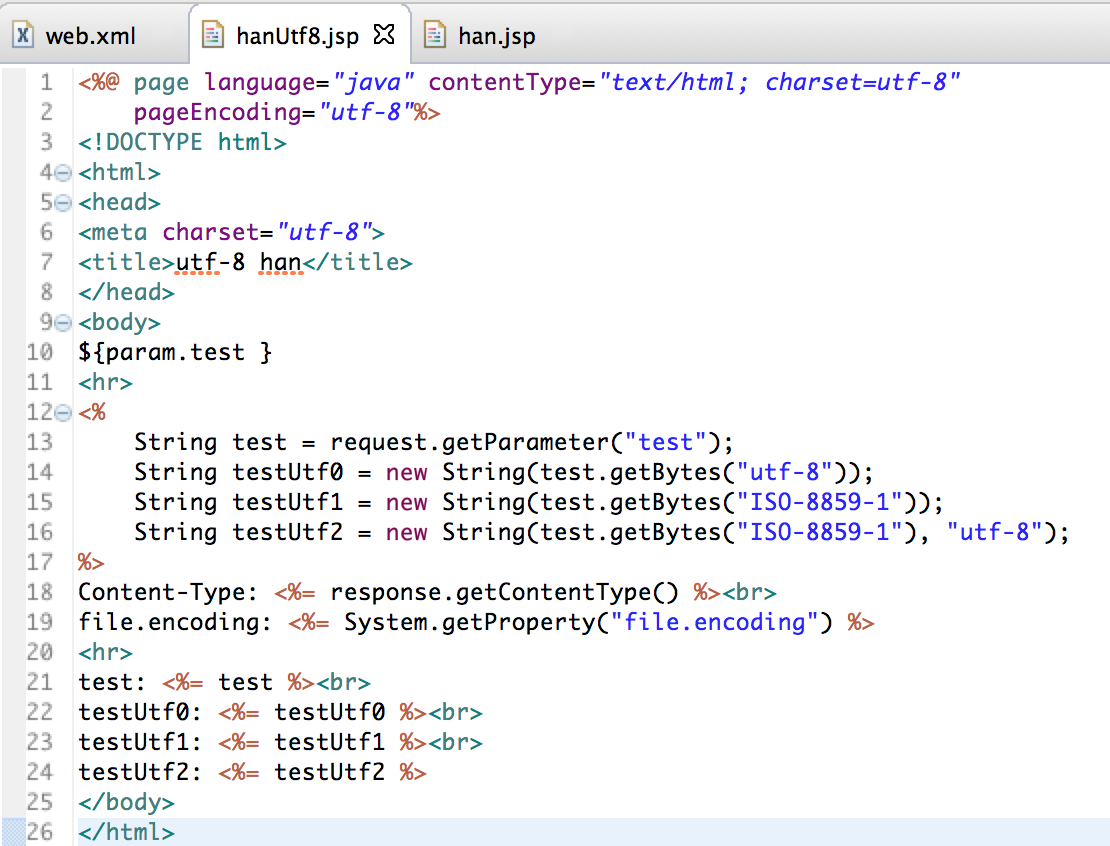 web.xml hanUtf8.jsp han.jsp
1 <%@ page language="java" contentType="text/html; charset=utf-8"
2     pageEncoding="utf-8"%>
3 <!DOCTYPE html>
4 <html>
5 <head>
6 <meta charset="utf-8">
7 <title>utf-8 han</title>
8 </head>
9 <body>
10 ${param.test }
11 <hr>
12 <%
13     String test = request.getParameter("test");
14     String testUtf0 = new String(test.getBytes("utf-8"));
15     String testUtf1 = new String(test.getBytes("ISO-8859-1"));
16     String testUtf2 = new String(test.getBytes("ISO-8859-1"), "utf-8");
17 %>
18 Content-Type: <%= response.getContentType() %><br>
19 file.encoding: <%= System.getProperty("file.encoding") %>
20 <hr>
21 test: <%= test %><br>
22 testUtf0: <%= testUtf0 %><br>
23 testUtf1: <%= testUtf1 %><br>
24 testUtf2: <%= testUtf2 %>
25 </body>
26 </html>